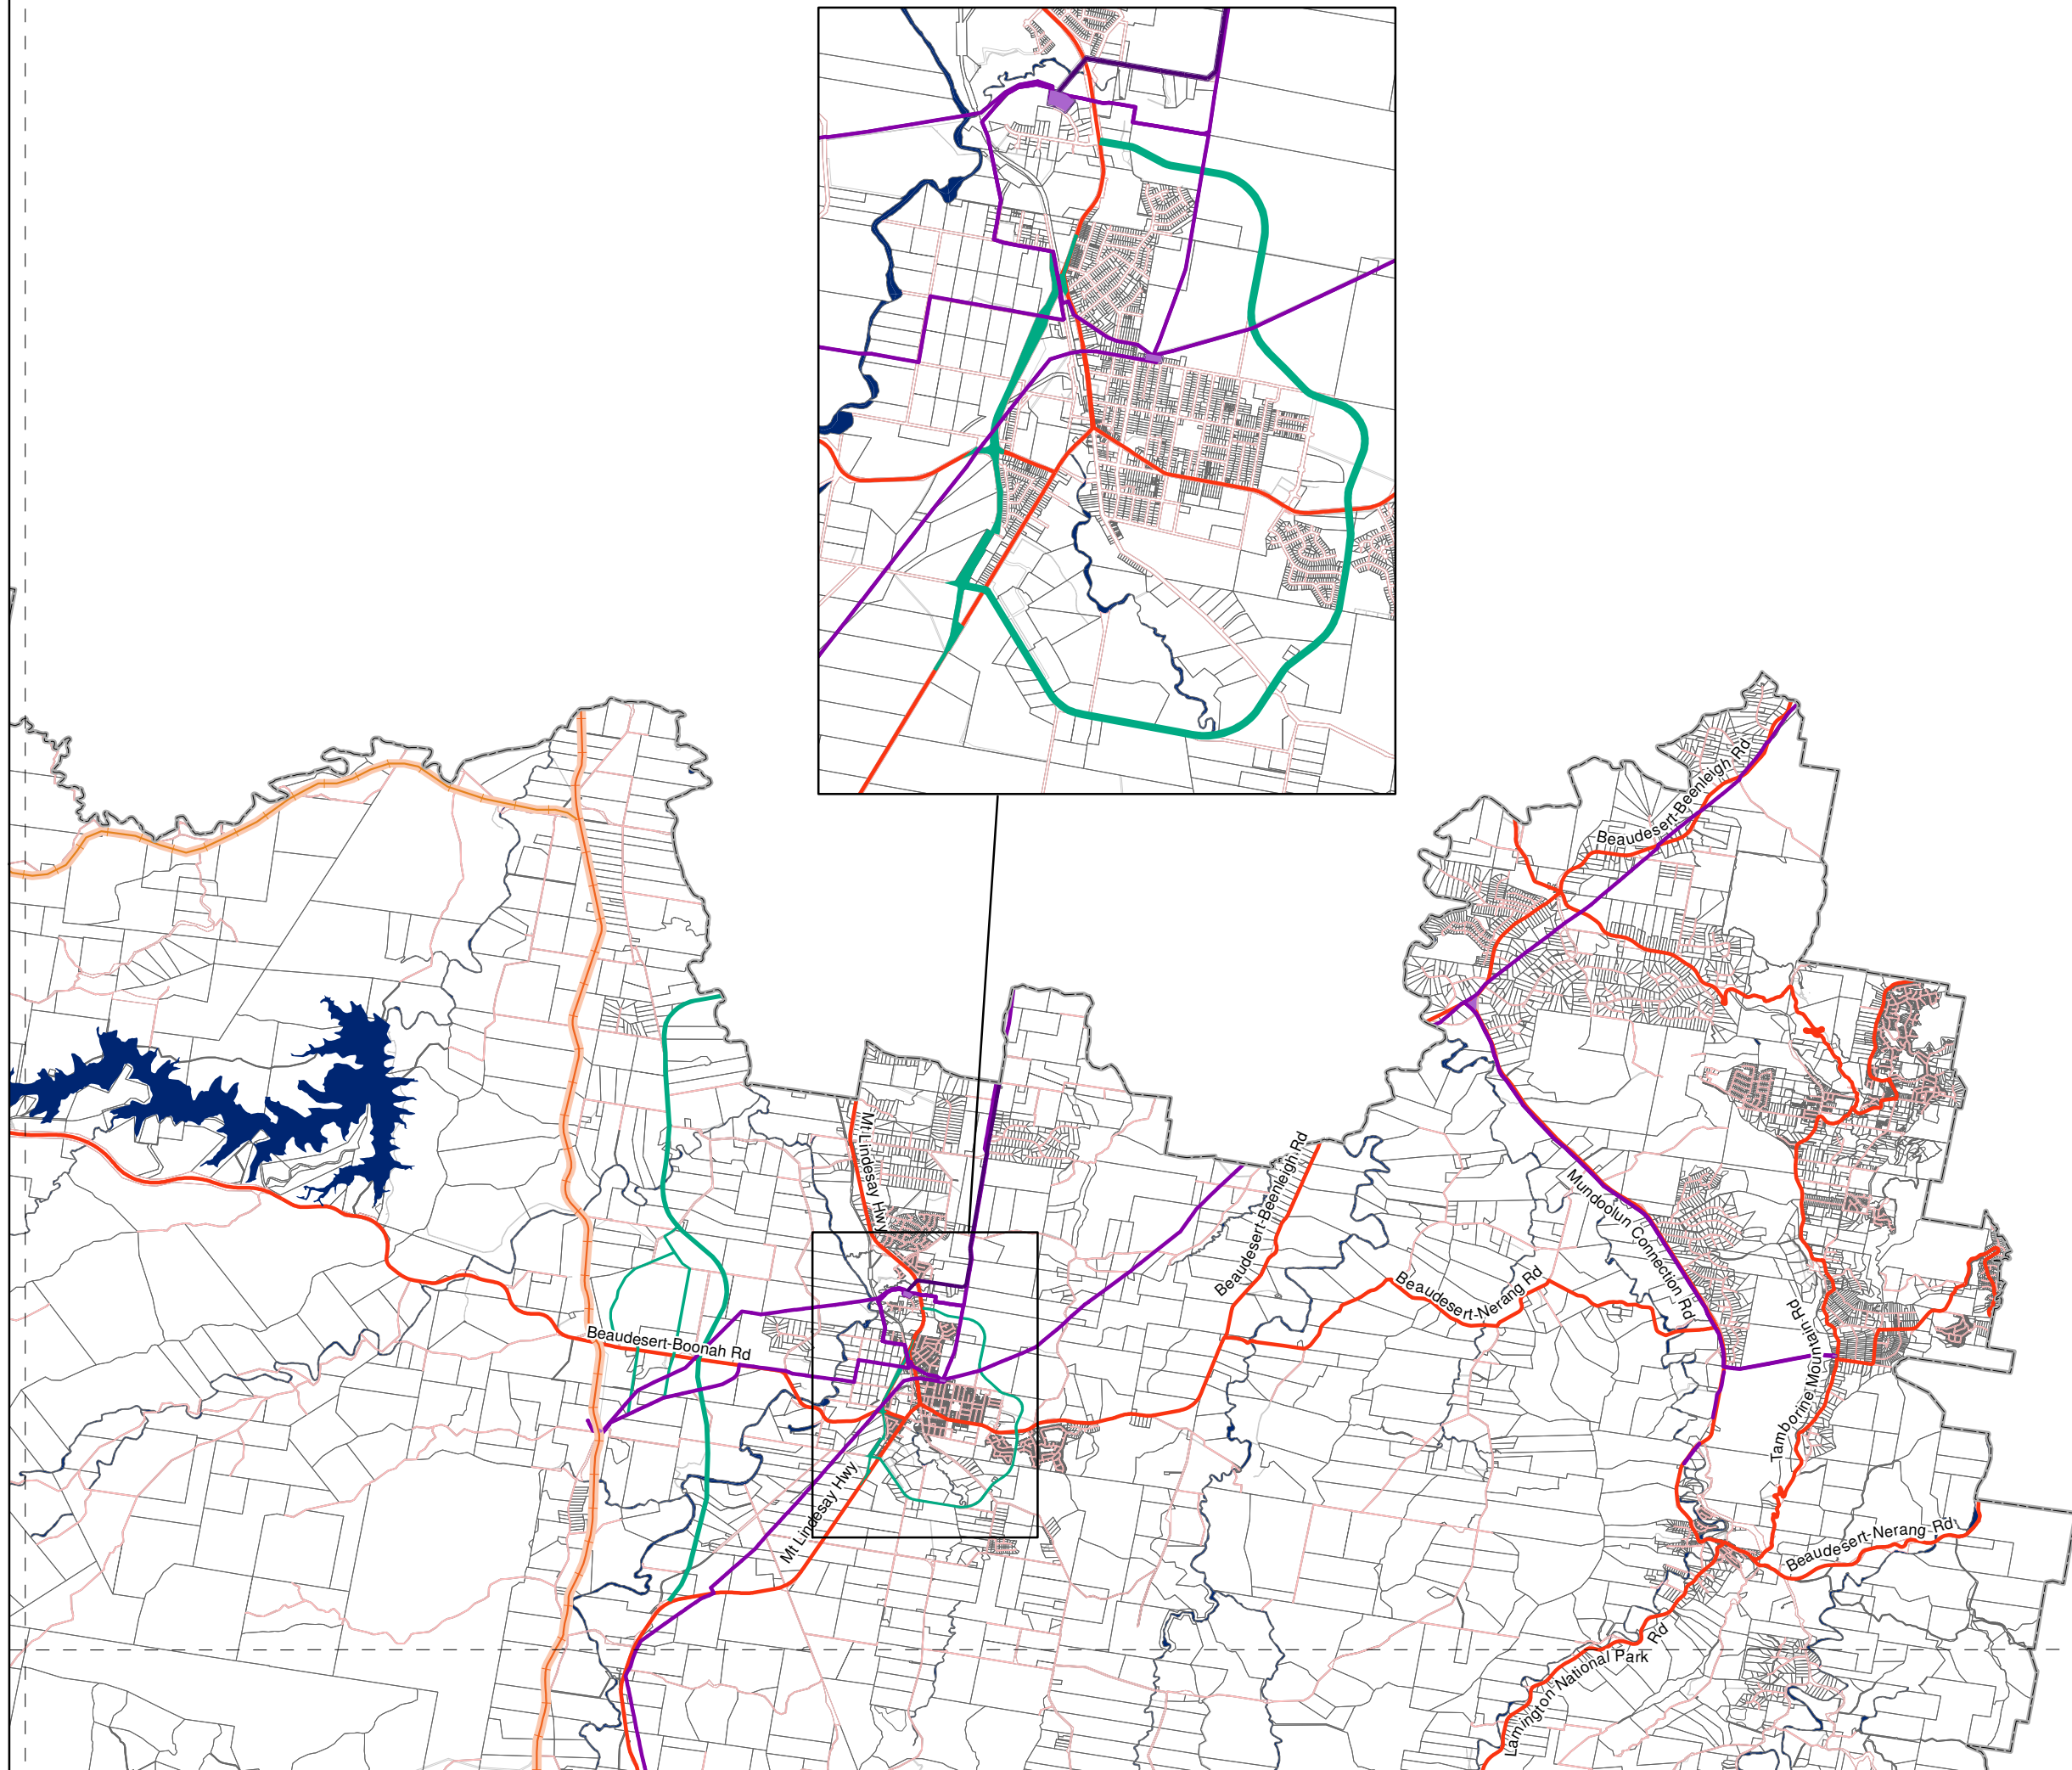 Beaudesert-Beenleigh Rd
Mt Lindesay Hwy
Beaudesert-Beenleigh Rd
Mundoolun Connection Rd
Beaudesert-Nerang Rd
Beaudesert-Boonah Rd
Tamborine Mountain Rd
Mt Lindesay Hwy
Beaudesert-Nerang Rd
Lamington National Park Rd